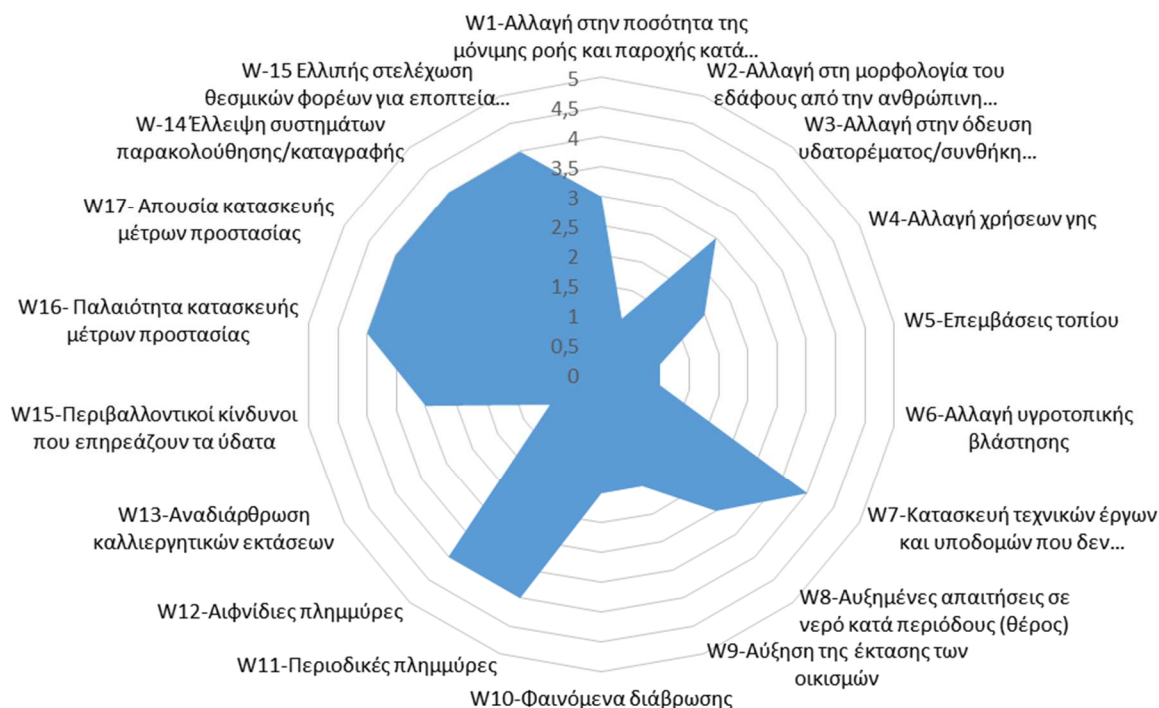 W1-Αλλαγή στην ποσότητα της
μόνιμης ροής και παροχής κατά...
W2-Αλλαγή στη μορφολογία του
εδάφους από την ανθρώπινη...
W3-Αλλαγή στην όδευση
υδατορέματος/συνθήκη...
W4-Αλλαγή χρήσεων γης
W5-Επεμβάσεις τοπίου
W6-Αλλαγή υγροτοπικής
βλάστησης
W7-Κατασκευή τεχνικών έργων
και υποδομών που δεν...
W8-Αυξημένες απαιτήσεις σε
νερό κατά περιόδους (θέρος)
W9-Αύξηση της έκτασης των
οικισμών
W10-Φαινόμενα διάβρωσης
W11-Περιοδικές πλημμύρες
W12-Αιφνίδιες πλημμύρες
W13-Αναδιάρθρωση
καλλιεργητικών εκτάσεων
W15-Περιβαλλοντικοί κίνδυνοι
που επηρεάζουν τα ύδατα
W16- Παλαιότητα κατασκευής
μέτρων προστασίας
W17- Απουσία κατασκευής
μέτρων προστασίας
W-14 Έλλειψη συστημάτων
παρακολούθησης/καταγραφής
W-15 Ελλιπής στελέχωση
θεσμικών φορέων για εποπτεία...
5
4,5
4
3,5
3
2,5
2
1,5
1
0,5
0